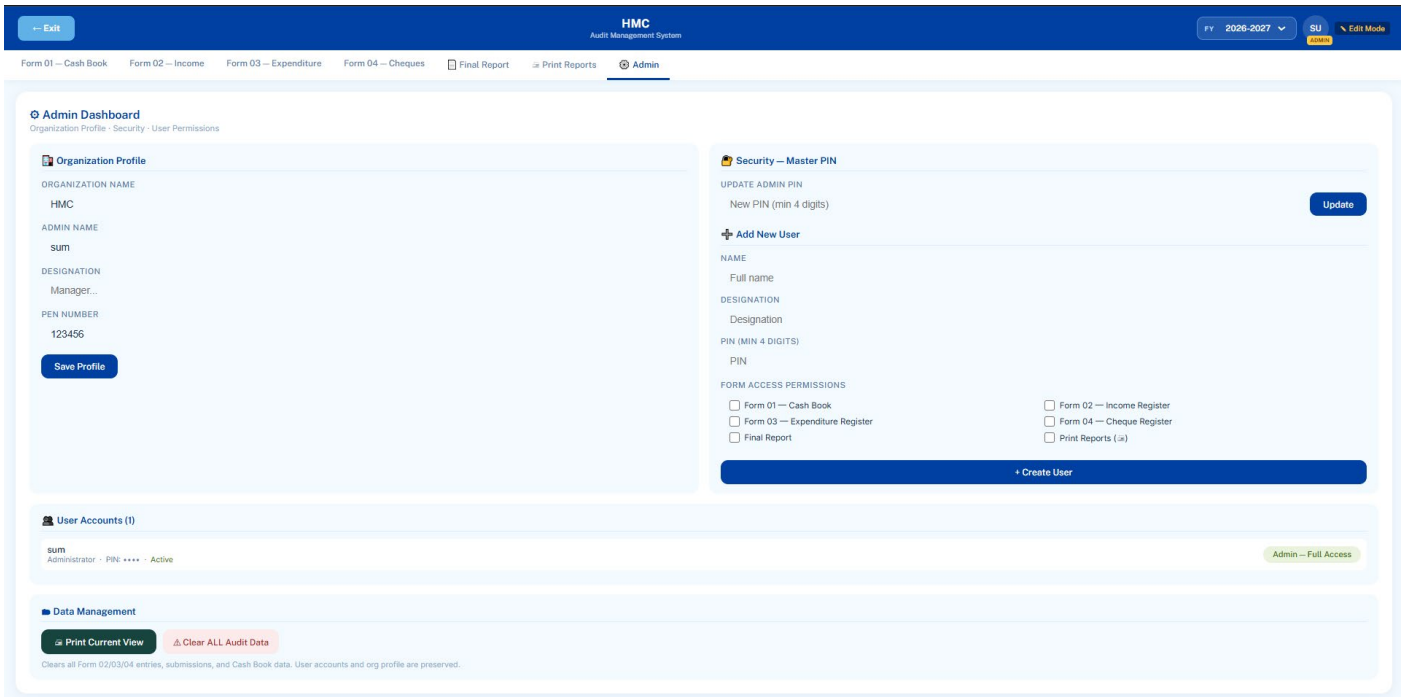 ← Exit
HMC
Audit Management System
FY 2026-2027
SU
ADMIN
Edit Mode
Form 01 — Cash Book
Form 02 — Income
Form 03 — Expenditure
Form 04 — Cheques
Final Report
Print Reports
Admin
Admin Dashboard
Organization Profile · Security · User Permissions
Organization Profile
ORGANIZATION NAME
HMC
ADMIN NAME
sum
DESIGNATION
Manager...
PEN NUMBER
123456
Save Profile
Security — Master PIN
UPDATE ADMIN PIN
New PIN (min 4 digits)
Update
Add New User
NAME
Full name
DESIGNATION
Designation
PIN (MIN 4 DIGITS)
PIN
FORM ACCESS PERMISSIONS
Form 01 — Cash Book
Form 02 — Income Register
Form 03 — Expenditure Register
Form 04 — Cheque Register
Final Report
Print Reports ( )
+ Create User
User Accounts (1)
sum
Administrator · PIN: •••• · Active
Admin — Full Access
Data Management
Print Current View
Clear ALL Audit Data
Clears all Form 02/03/04 entries, submissions, and Cash Book data. User accounts and org profile are preserved.